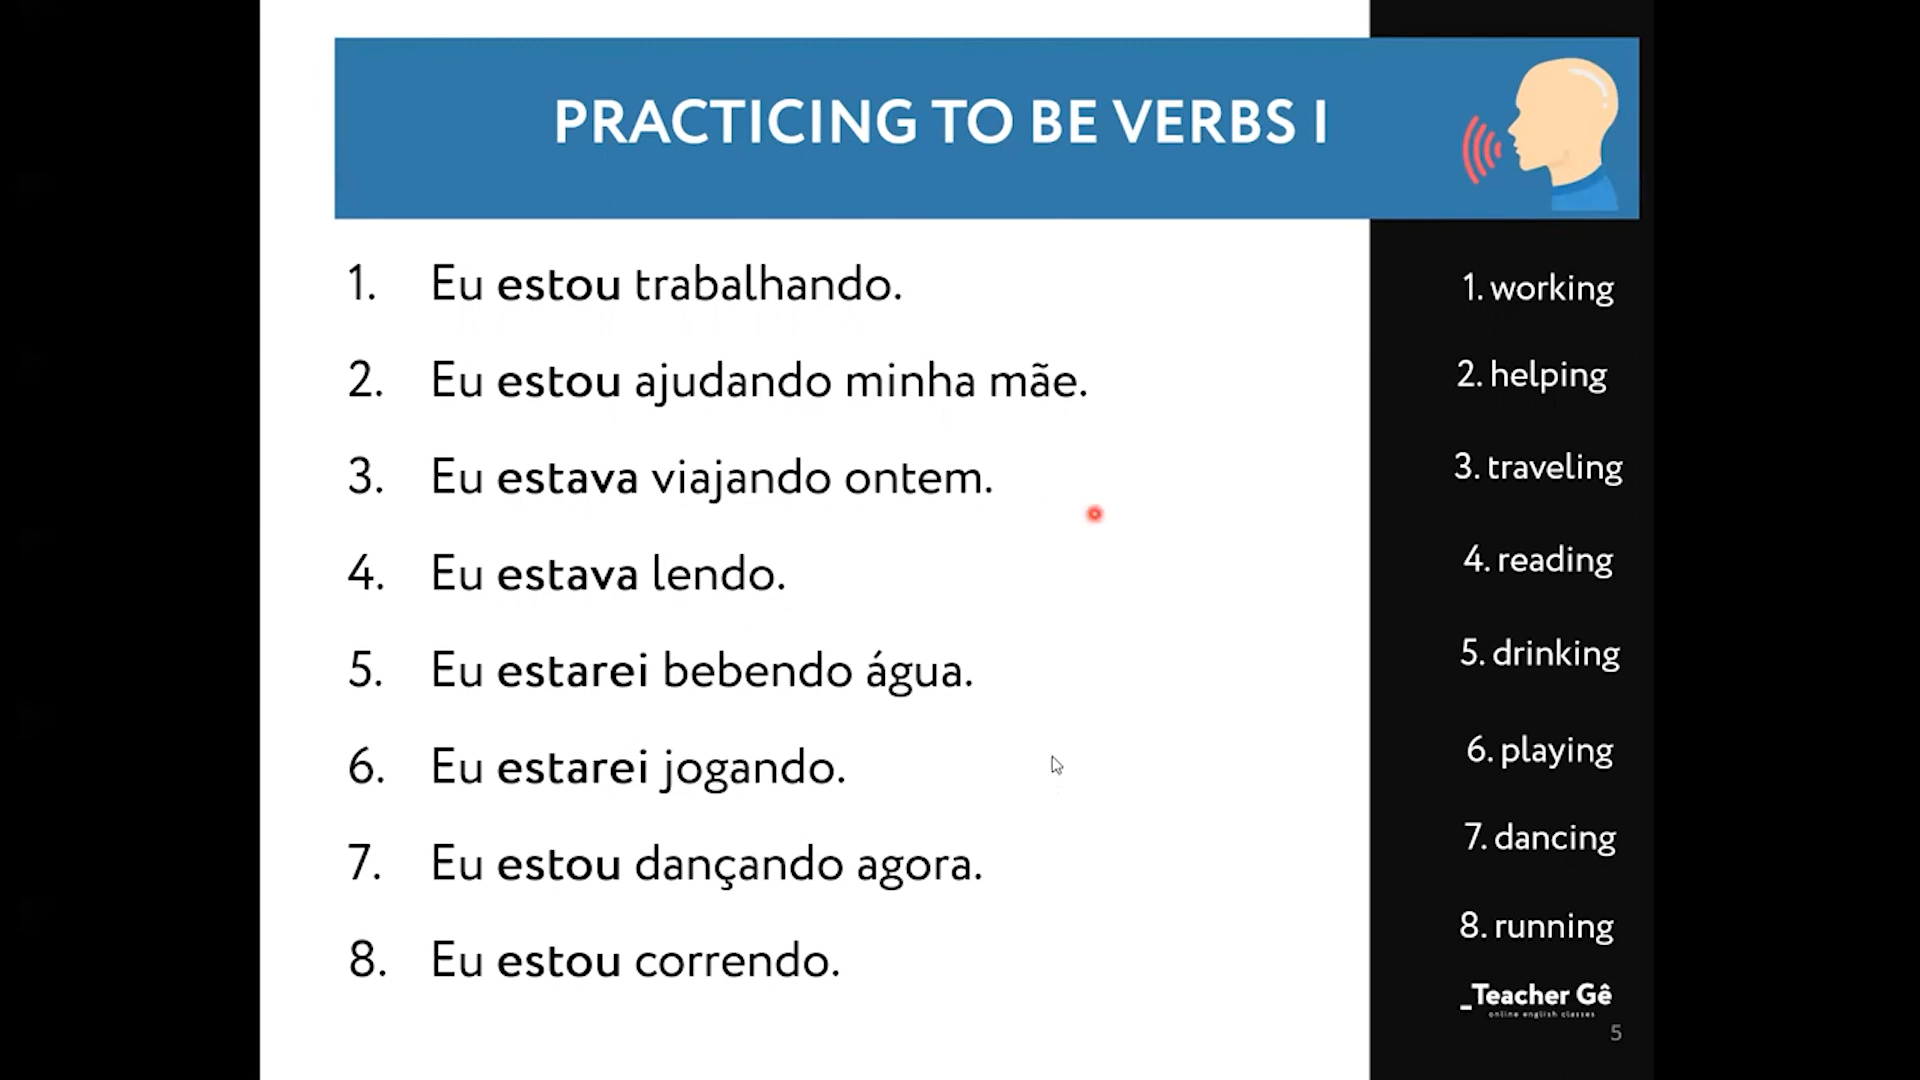 PRACTICING TO BE VERBS I
1. Eu estou trabalhando.
2. Eu estou ajudando minha mãe.
3. Eu estava viajando ontem.
4. Eu estava lendo.
5. Eu estarei bebendo água.
6. Eu estarei jogando.
7. Eu estou dançando agora.
8. Eu estou correndo.
1. working
2. helping
3. traveling
4. reading
5. drinking
6. playing
7. dancing
8. running
_Teacher Gê
online english classes
5